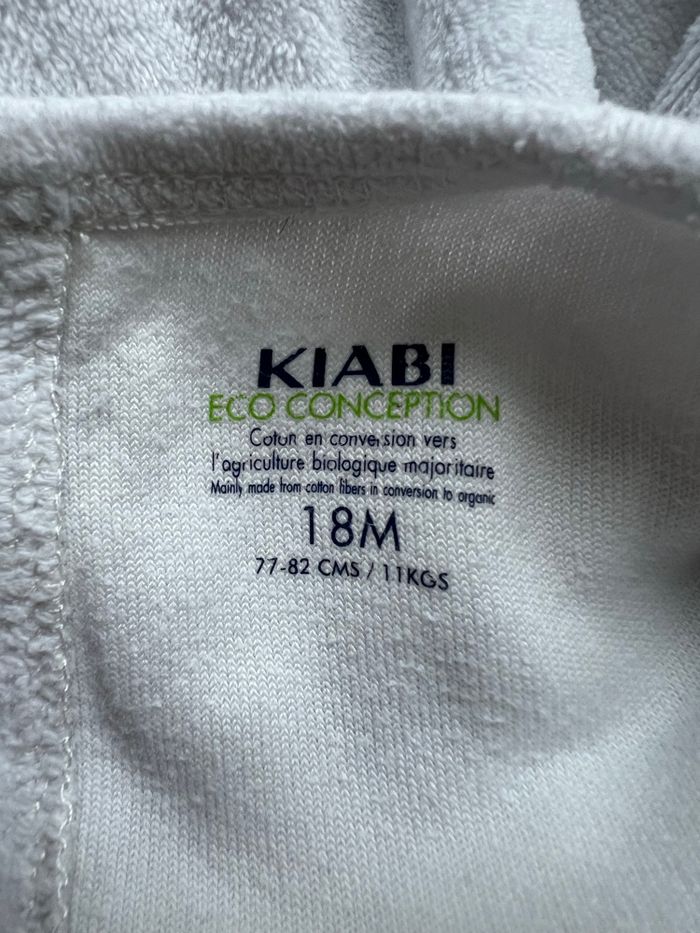 KIABI
ECO CONCEPTION
Coton en conversion vers
l'agriculture biologique majoritaire
Mainly made from cotton fibers in conversion to organic
18M
77-82 CMS / 11KGS